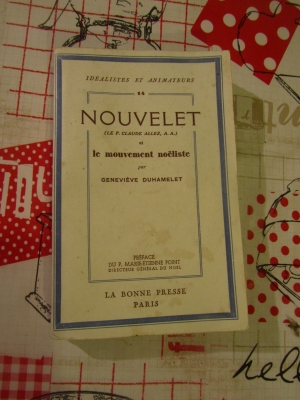 IDÉALISTES ET ANIMATEURS
NOUVELET
(LE P. CLAUDE ALLEZ, A. A.)
et
le mouvement noëliste
par
GENEVIÈVE DUHAMELET
PRÉFACE
DU P. MARIE-ÉTIENNE POINT
DIRECTEUR GÉNÉRAL DU NOËL
LA BONNE PRESSE
PARIS
hello